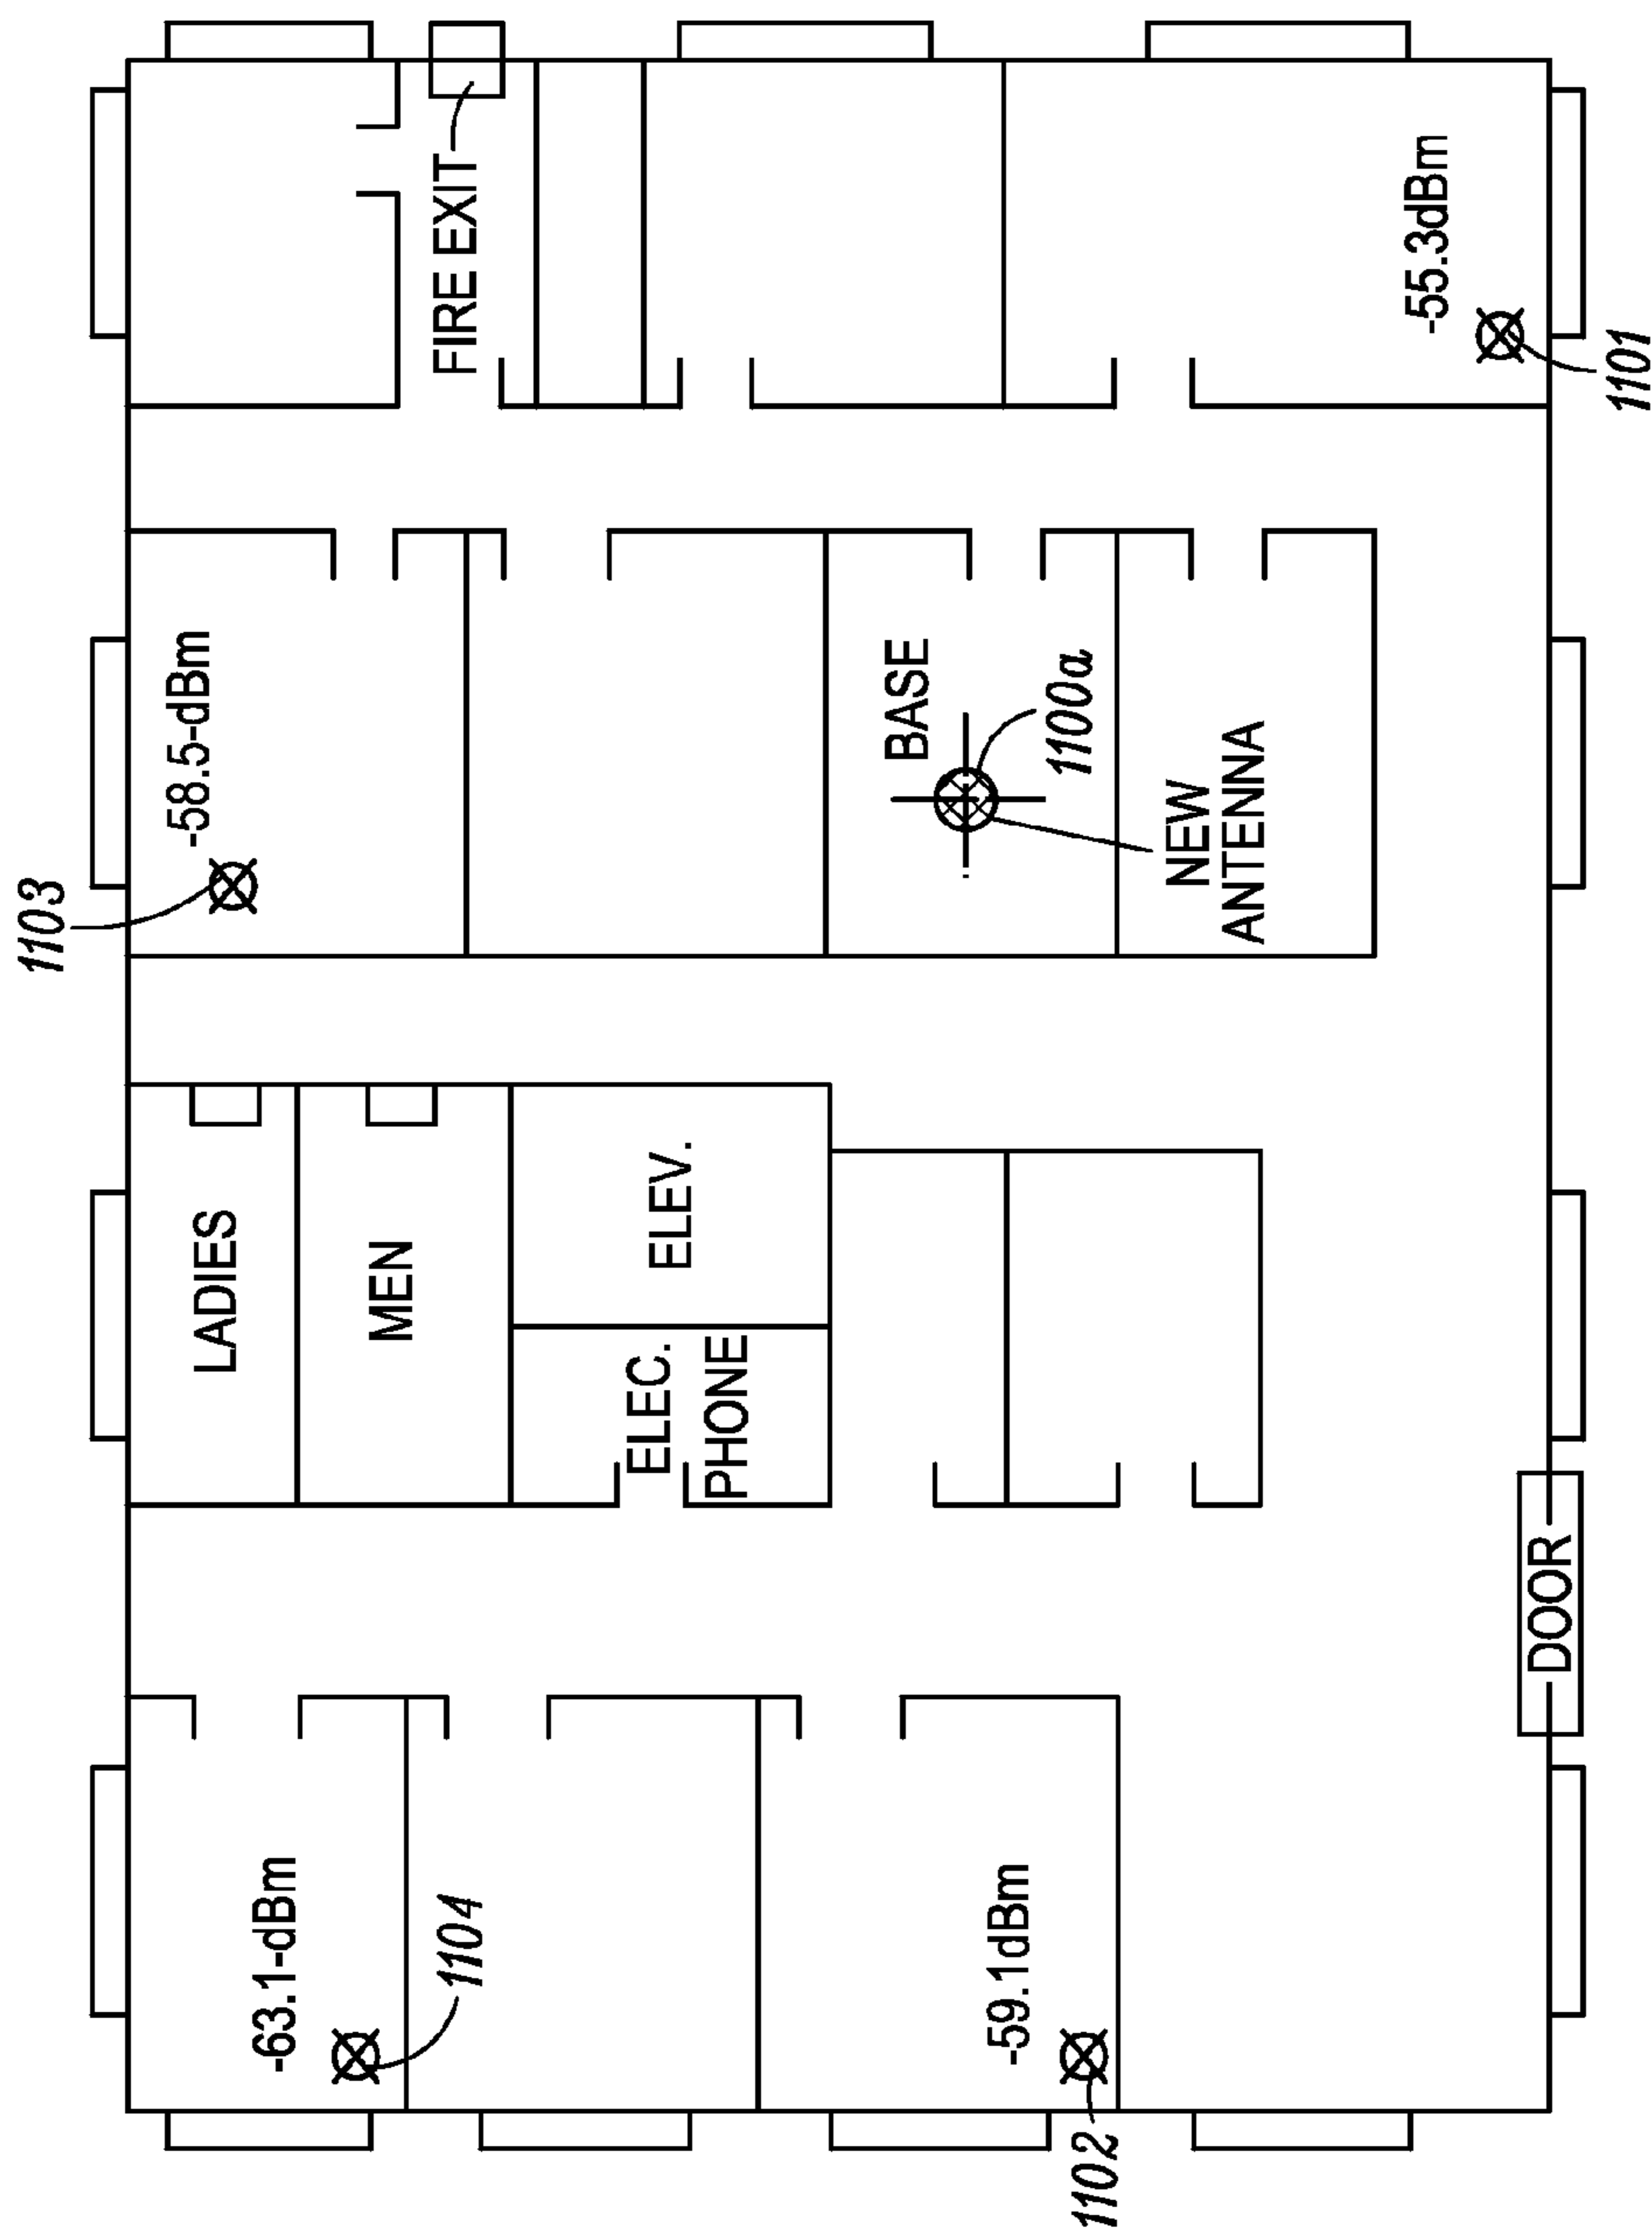 1103
-58.5-dBm
FIRE EXIT
LADIES
MEN
-63.1-dBm
1104
ELEC.
PHONE
ELEV.
BASE
1100a
NEW
ANTENNA
-59.1dBm
1102
-55.3dBm
1101
DOOR